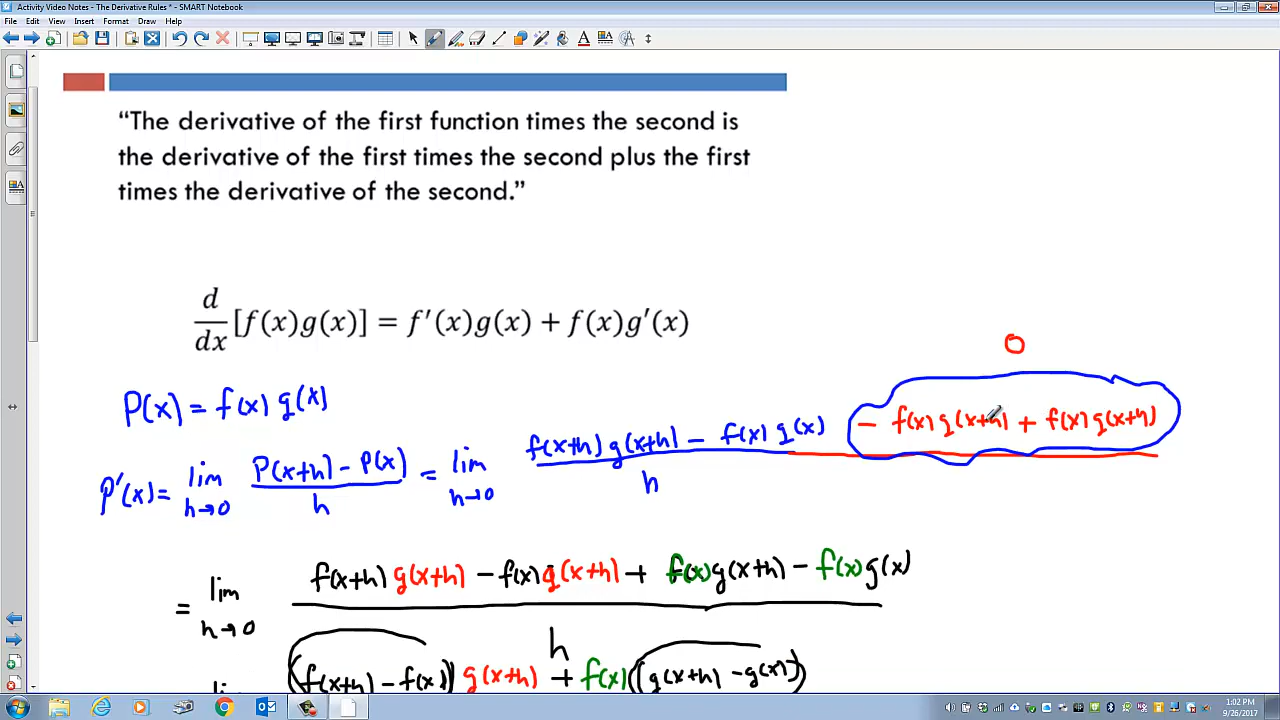 Activity Video Notes - The Derivative Rules * - SMART Notebook
File Edit View Insert Format Draw Help
“The derivative of the first function times the second is
the derivative of the first times the second plus the first
times the derivative of the second.”
d/dx [f(x)g(x)] = f′(x)g(x) + f(x)g′(x)
0
P(x) = f(x) g(x)
P'(x) = lim h→0 P(x+h) - P(x) / h = lim h→0 f(x+h) g(x+h) - f(x) g(x) - f(x) g(x+h) + f(x) g(x+h) / h
= lim h→0 f(x+h) g(x+h) - f(x) g(x+h) + f(x) g(x+h) - f(x) g(x) / h
(f(x+h) - f(x)) g(x+h) + f(x) (g(x+h) - g(x))
1:02 PM
9/26/2017